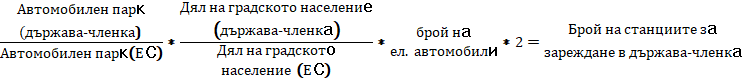 Автомобилен парк
(държава-членка)
Автомобилен парк(ЕС)
*
Дял на градското население
(държава-членка)
Дял на градското
население (ЕС)
*
брой на
ел. автомобили
* 2 =
Брой на станциите за
зареждане в държава-членка